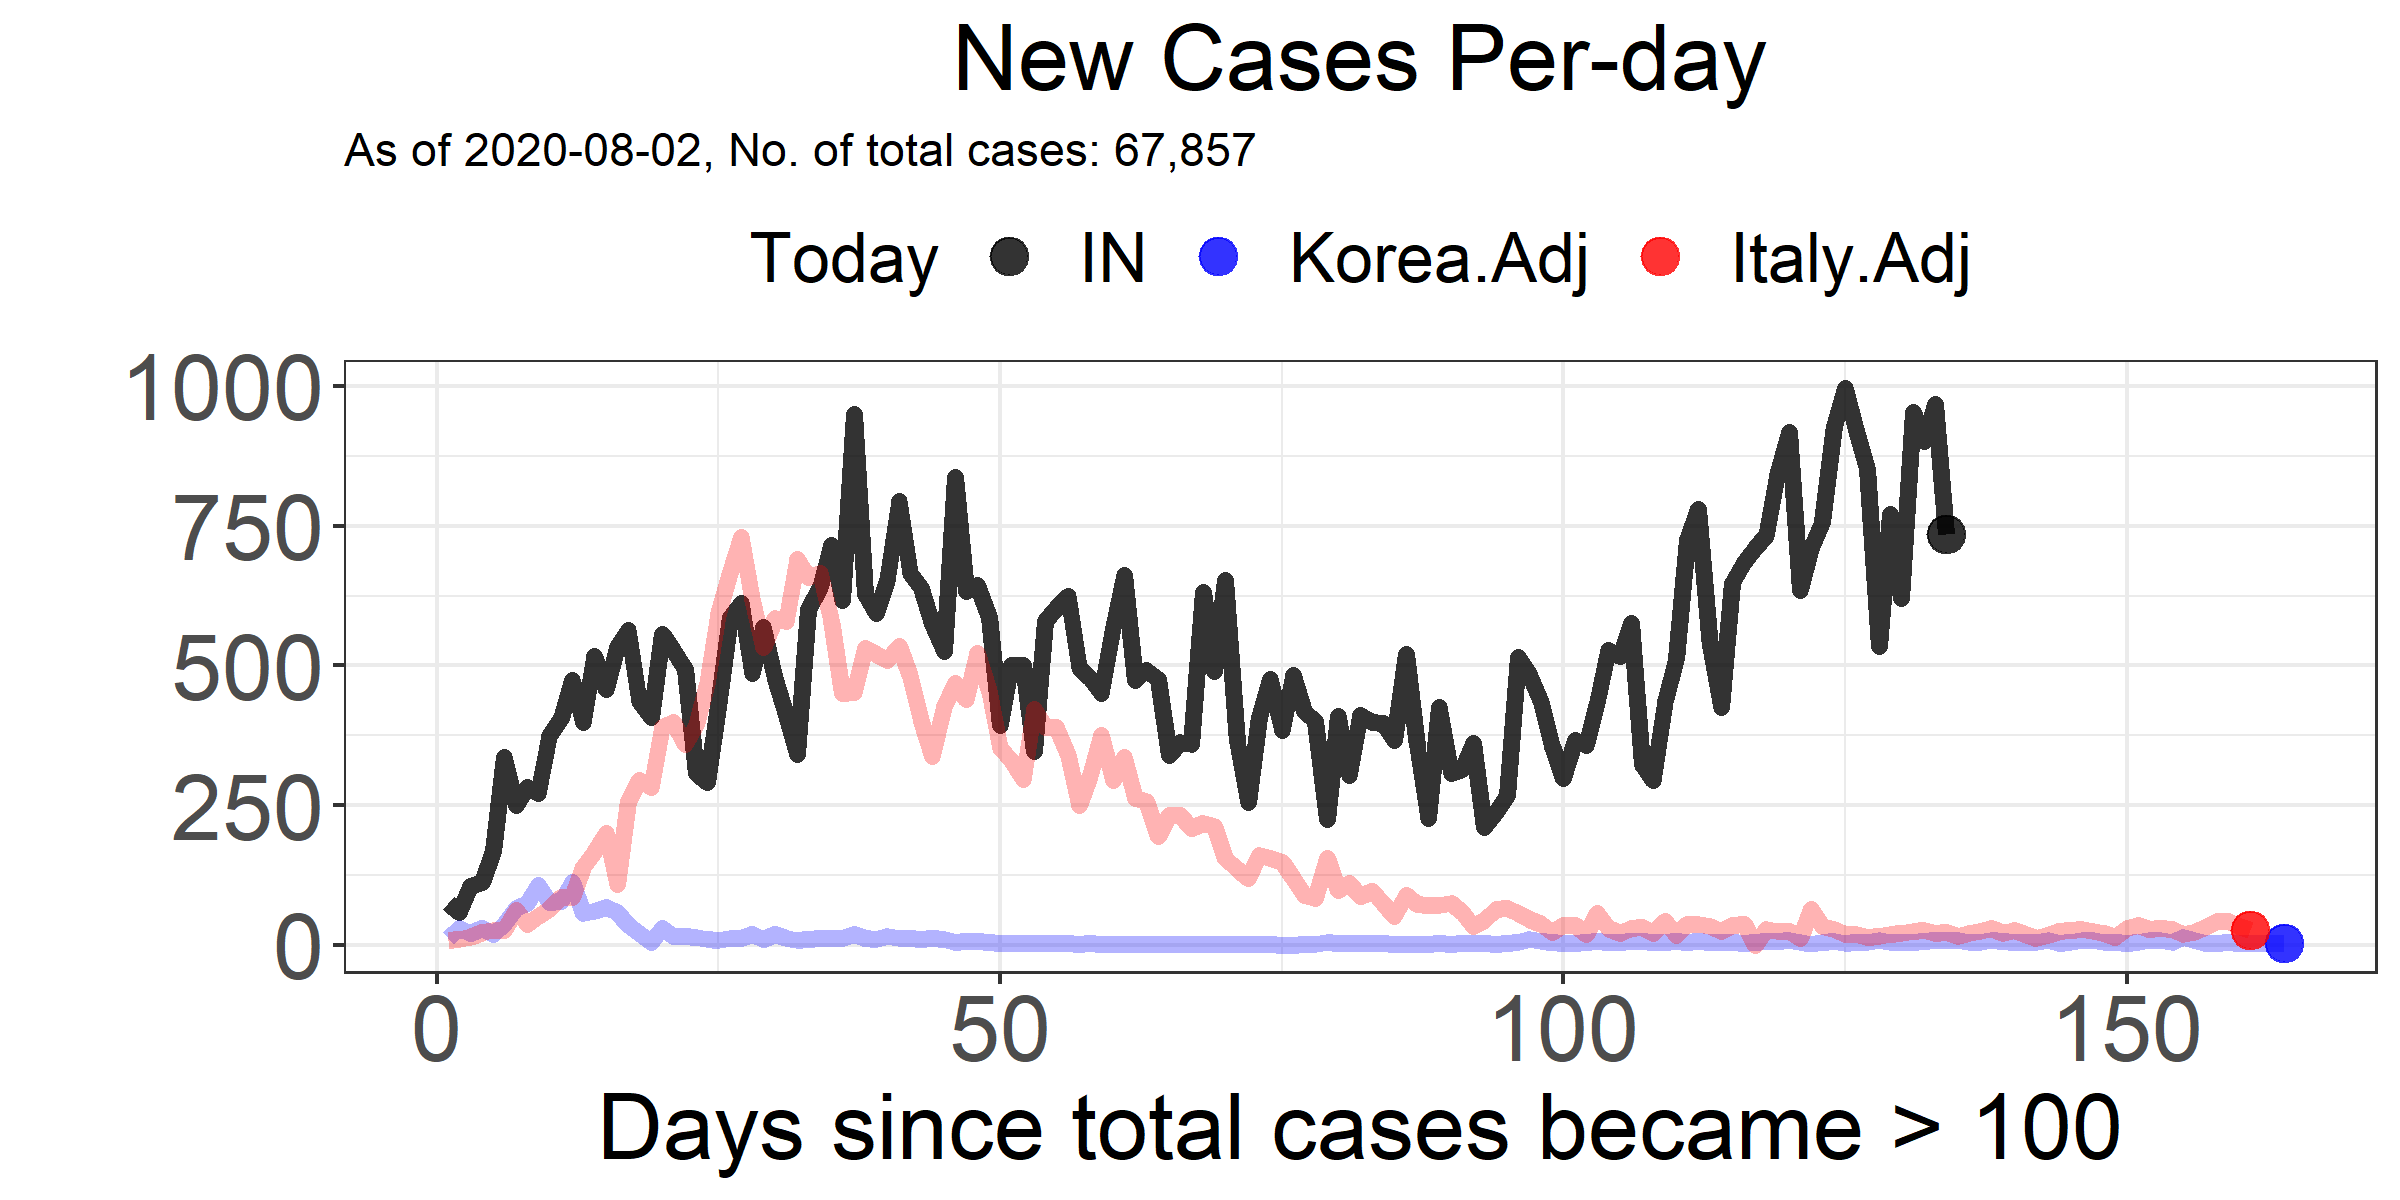 New Cases Per-day
As of 2020-08-02, No. of total cases: 67,857
Today IN Korea.Adj Italy.Adj
1000
750
500
250
0
0 50 100 150
Days since total cases became > 100